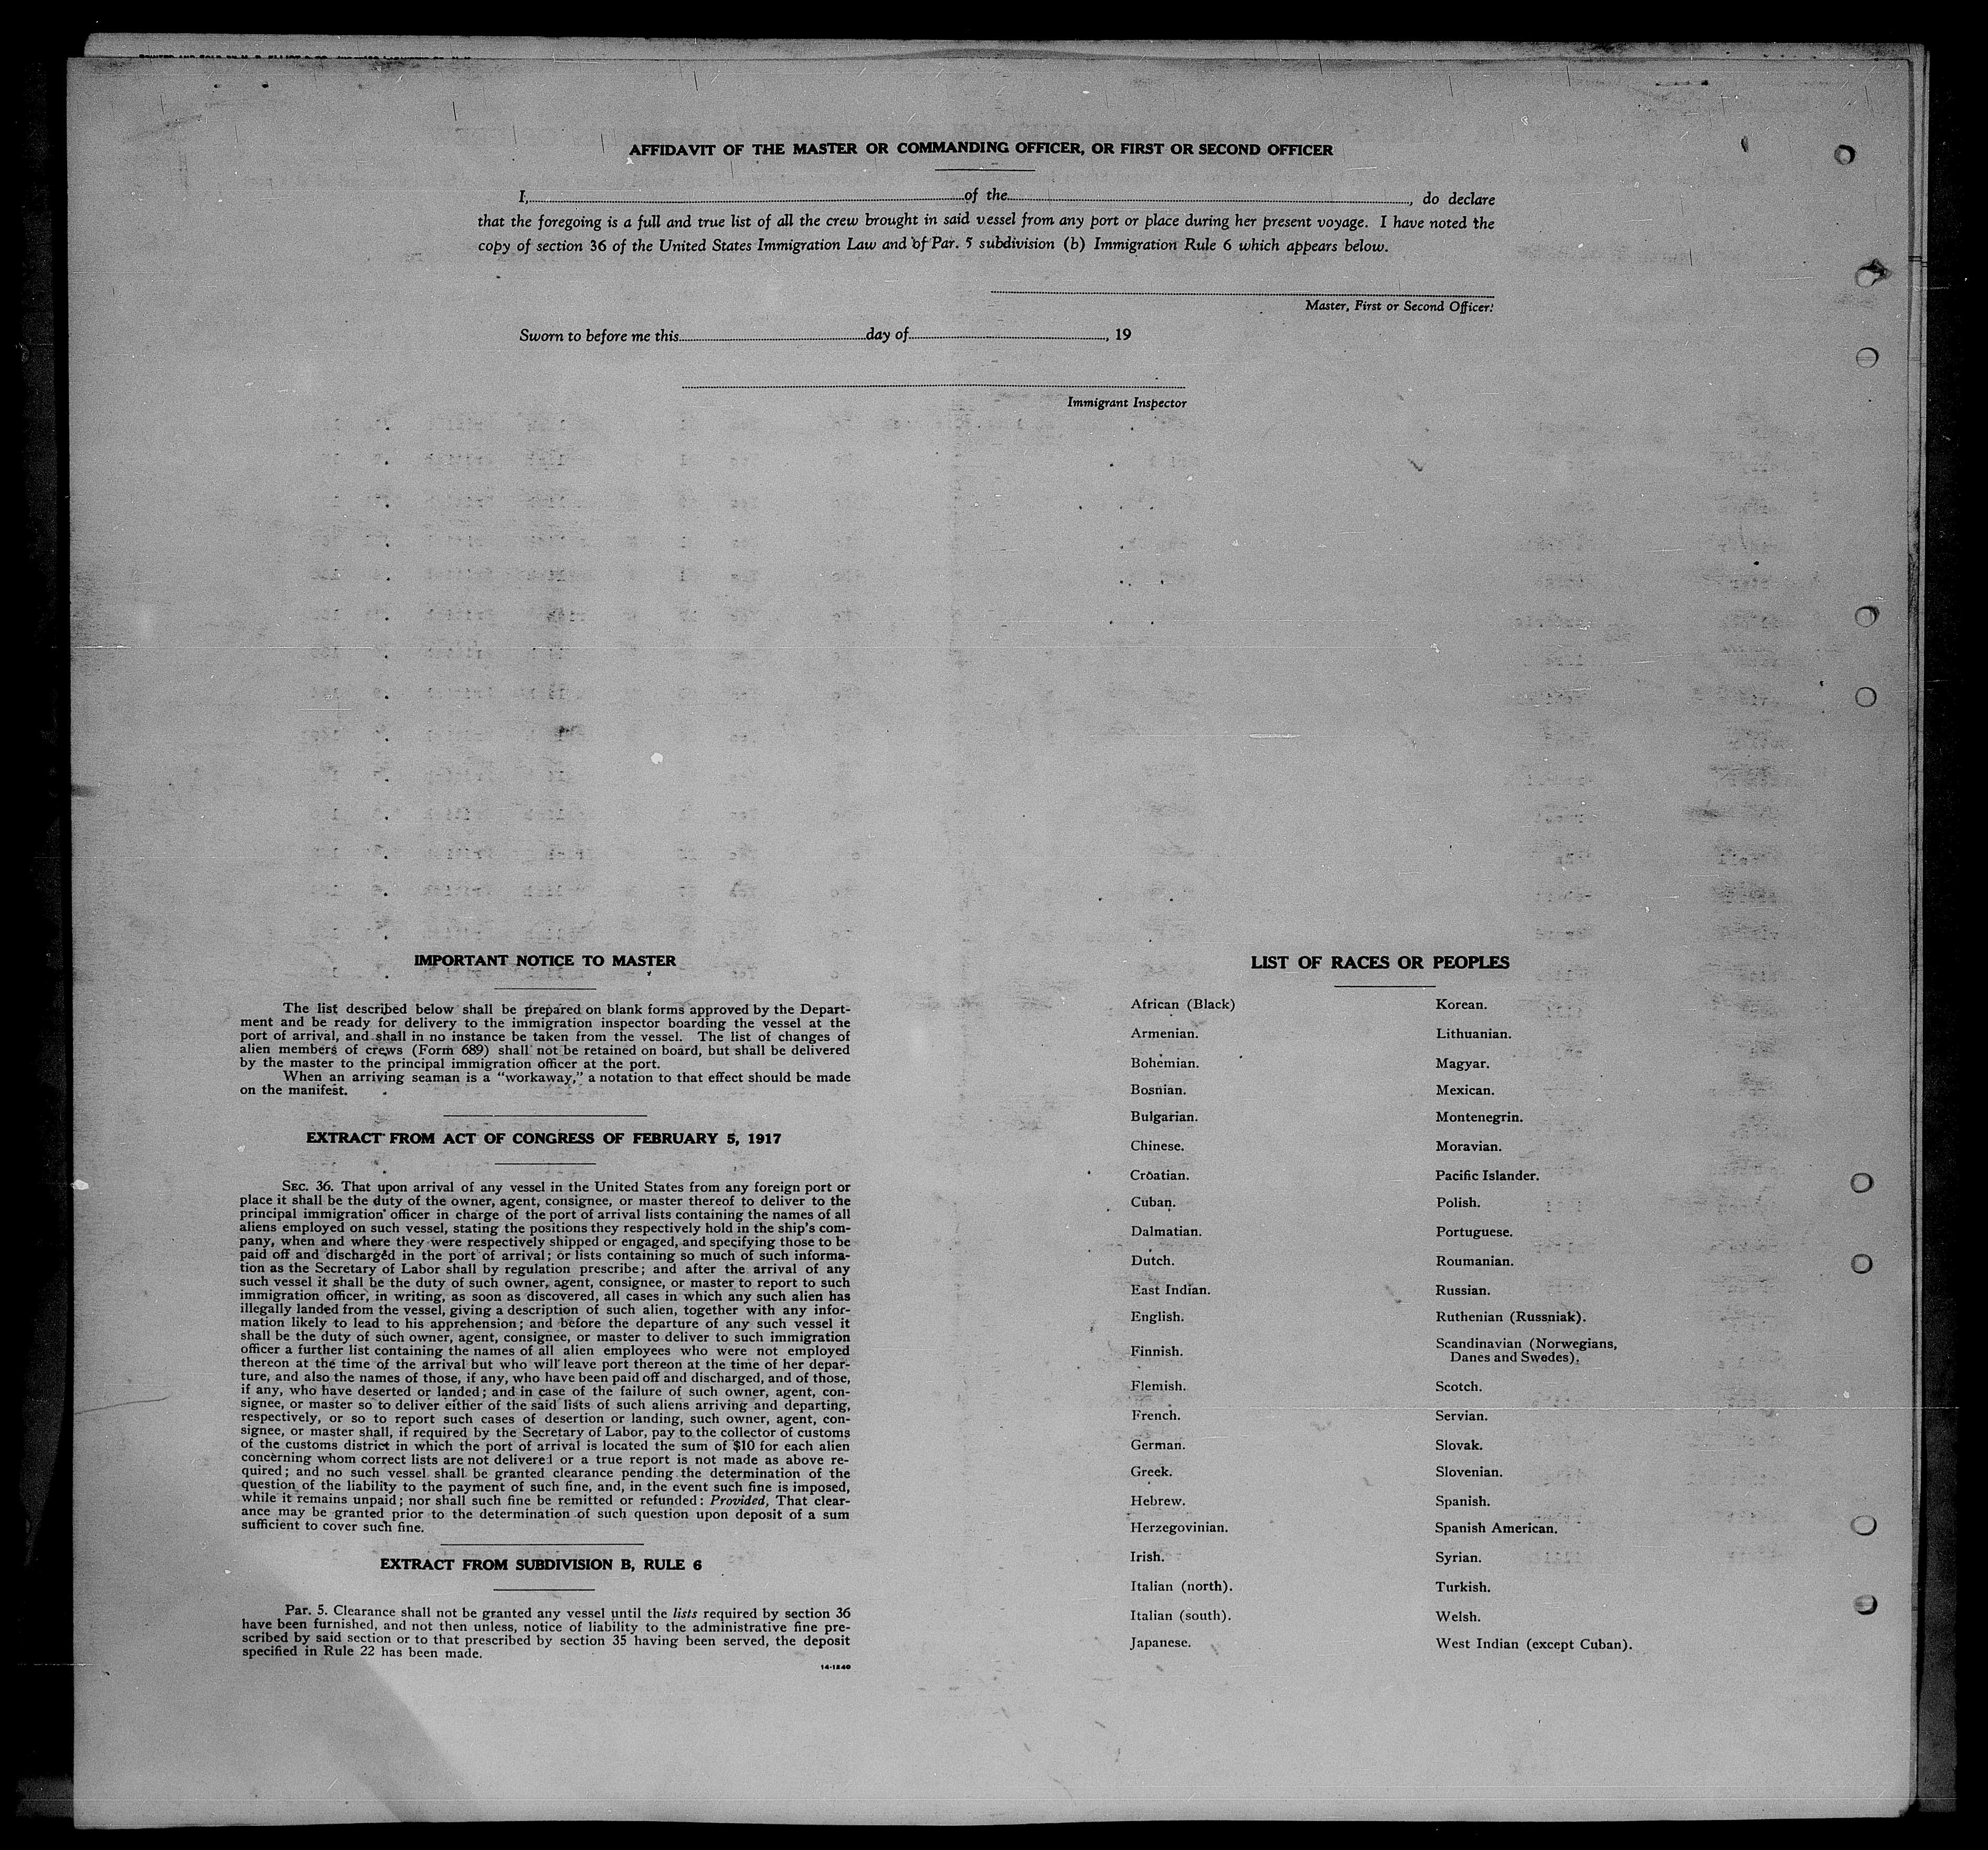 AFFIDAVIT OF THE MASTER OR COMMANDING OFFICER, OR FIRST OR SECOND OFFICER
I, of the , do declare
that the foregoing is a full and true list of all the crew brought in said vessel from any port or place during her present voyage. I have noted the
copy of section 36 of the United States Immigration Law and of Par. 5 subdivision (b) Immigration Rule 6 which appears below.
Master, First or Second Officer.
Sworn to before me this day of , 19
Immigrant Inspector
IMPORTANT NOTICE TO MASTER
The list described below shall be prepared on blank forms approved by the Depart-
ment and be ready for delivery to the immigration inspector boarding the vessel at the
port of arrival, and shall in no instance be taken from the vessel. The list of changes of
alien members of crews (Form 689) shall not be retained on board, but shall be delivered
by the master to the principal immigration officer at the port.
When an arriving seaman is a "workaway," a notation to that effect should be made
on the manifest.
EXTRACT FROM ACT OF CONGRESS OF FEBRUARY 5, 1917
SEC. 36. That upon arrival of any vessel in the United States from any foreign port or
place it shall be the duty of the owner, agent, consignee, or master thereof to deliver to the
principal immigration officer in charge of the port of arrival lists containing the names of all
aliens employed on such vessel, stating the positions they respectively hold in the ship's com-
pany, when and where they were respectively shipped or engaged, and specifying those to be
paid off and discharged in the port of arrival; or lists containing so much of such informa-
tion as the Secretary of Labor shall by regulation prescribe; and after the arrival of any
such vessel it shall be the duty of such owner, agent, consignee, or master to report to such
immigration officer, in writing, as soon as discovered, all cases in which any such alien has
illegally landed from the vessel, giving a description of such alien, together with any infor-
mation likely to lead to his apprehension; and before the departure of any such vessel it
shall be the duty of such owner, agent, consignee, or master to deliver to such immigration
officer a further list containing the names of all alien employees who were not employed
thereon at the time of the arrival but who will leave port thereon at the time of her depar-
ture, and also the names of those, if any, who have been paid off and discharged, and of those,
if any, who have deserted or landed; and in case of the failure of such owner, agent, con-
signee, or master so to deliver either of the said lists of such aliens arriving and departing,
respectively, or so to report such cases of desertion or landing, such owner, agent, con-
signee, or master shall, if required by the Secretary of Labor, pay to the collector of customs
of the customs district in which the port of arrival is located the sum of $10 for each alien
concerning whom correct lists are not delivered or a true report is not made as above re-
quired; and no such vessel shall be granted clearance pending the determination of the
question of the liability to the payment of such fine, and, in the event such fine is imposed,
while it remains unpaid; nor shall such fine be remitted or refunded: Provided, That clear-
ance may be granted prior to the determination of such question upon deposit of a sum
sufficient to cover such fine.
EXTRACT FROM SUBDIVISION B, RULE 6
Par. 5. Clearance shall not be granted any vessel until the lists required by section 36
have been furnished, and not then unless, notice of liability to the administrative fine pre-
scribed by said section or to that prescribed by section 35 having been served, the deposit
specified in Rule 22 has been made.
14-1240
LIST OF RACES OR PEOPLES
African (Black)
Armenian.
Bohemian.
Bosnian.
Bulgarian.
Chinese.
Croatian.
Cuban.
Dalmatian.
Dutch.
East Indian.
English.
Finnish.
Flemish.
French.
German.
Greek.
Hebrew.
Herzegovinian.
Irish.
Italian (north).
Italian (south).
Japanese.
Korean.
Lithuanian.
Magyar.
Mexican.
Montenegrin.
Moravian.
Pacific Islander.
Polish.
Portuguese.
Roumanian.
Russian.
Ruthenian (Russniak).
Scandinavian (Norwegians,
Danes and Swedes).
Scotch.
Servian.
Slovak.
Slovenian.
Spanish.
Spanish American.
Syrian.
Turkish.
Welsh.
West Indian (except Cuban).